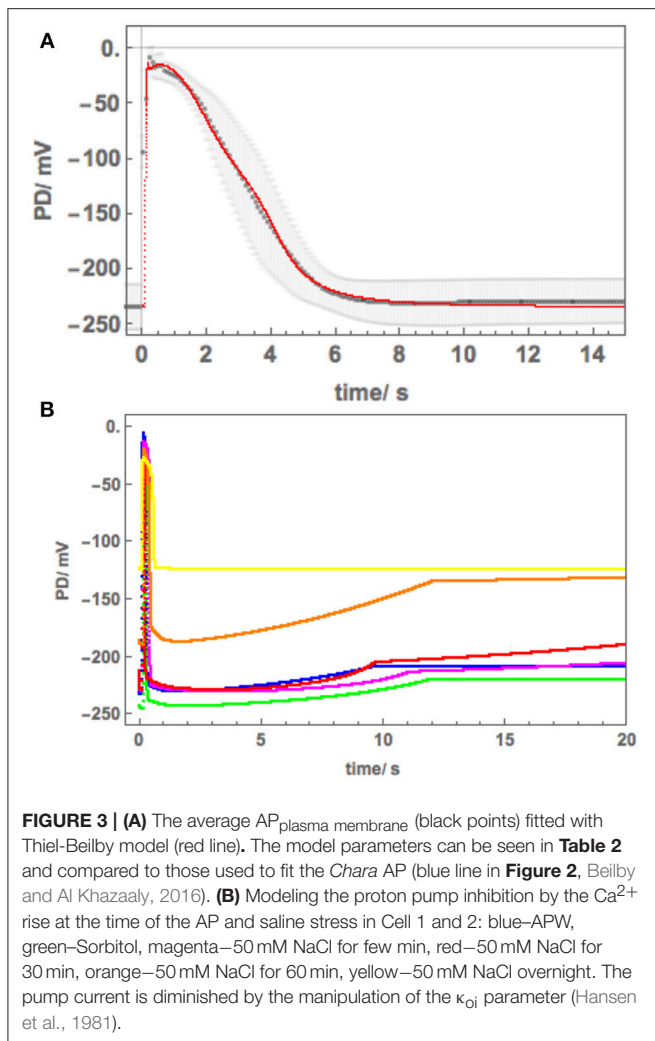 A
0.
−50
−100
−150
−200
−250
PD/ mV
0 2 4 6 8 10 12 14
time/ s
B
0.
−50
−100
−150
−200
−250
PD/ mV
0 5 10 15 20
time/ s
FIGURE 3 | (A) The average AP plasma membrane (black points) fitted with
Thiel-Beilby model (red line). The model parameters can be seen in Table 2
and compared to those used to fit the Chara AP (blue line in Figure 2, Beilby
and Al Khazaaly, 2016). (B) Modeling the proton pump inhibition by the Ca2+
rise at the time of the AP and saline stress in Cell 1 and 2: blue–APW,
green–Sorbitol, magenta−50 mM NaCl for few min, red−50 mM NaCl for
30 min, orange−50 mM NaCl for 60 min, yellow−50 mM NaCl overnight. The
pump current is diminished by the manipulation of the κoi parameter (Hansen
et al., 1981).